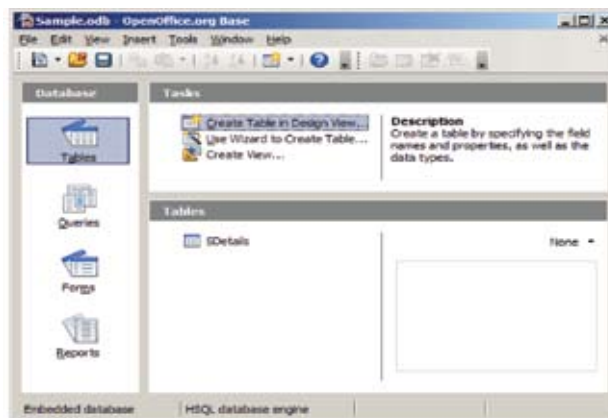 Sample.odb - OpenOffice.org Base
File Edit View Insert Tools Window Help
Database
Tables
Queries
Forms
Reports
Tasks
Create Table in Design View...
Use Wizard to Create Table...
Create View...
Description
Create a table by specifying the field
names and properties, as well as the
data types.
Tables
SDetails
None
Embedded database
HSQL database engine